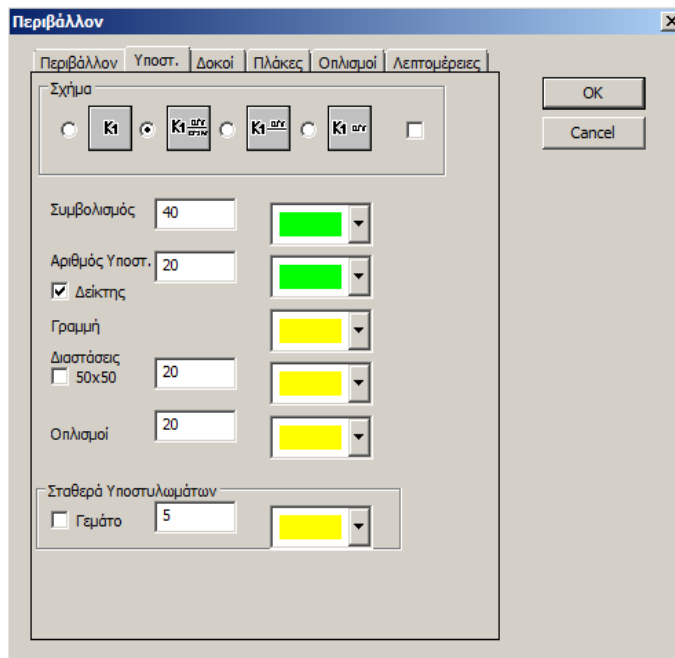 Περιβάλλον
Περιβάλλον Υποστ. Δοκοί Πλάκες Οπλισμοί Λεπτομέρειες
Σχήμα
OK
K1 K1 K1 K1
Cancel
Συμβολισμός 40
Αριθμός Υποστ. 20
Δείκτης
Γραμμή
Διαστάσεις
50x50 20
Οπλισμοί 20
Σταθερά Υποστυλωμάτων
Γεμάτο 5